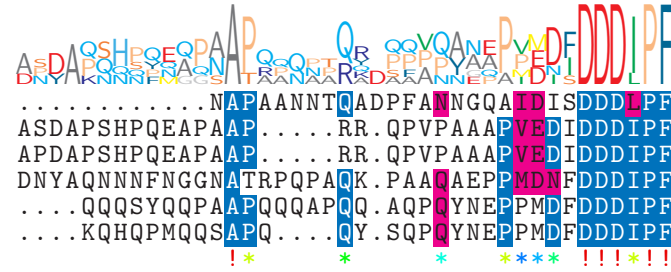 ............NAPAANNTQADPFANNGQAIDISDDDLPF
ASDAPSHPQEAPAAP.....RR.QPVPAAAPVEDIDDDIPF
APDAPSHPQEAPAAP.....RR.QPVPAAAPVEDIDDDIPF
DNYAQNNNFNGGNATRPQPAQK.PAAQAEPPMDNFDDDIPF
....QQQSYQQPAAPQQQAPQQ.AQPQYNEPPMDFDDDIPF
....KQHQPMQQSAPQ....QY.SQPQYNEPPMDFDDDIPF
!* * * **** !!!*!!